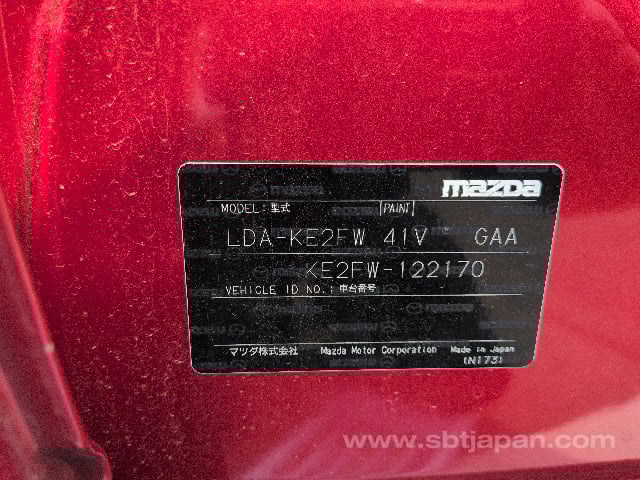 mazda
MODEL:型式 PAINT
LDA-KE2FW 41V GAA
KE2FW-122170
VEHICLE ID NO.:車台番号
マツダ株式会社 Mazda Motor Corporation Made in Japan
(N173)
www.sbtjapan.com